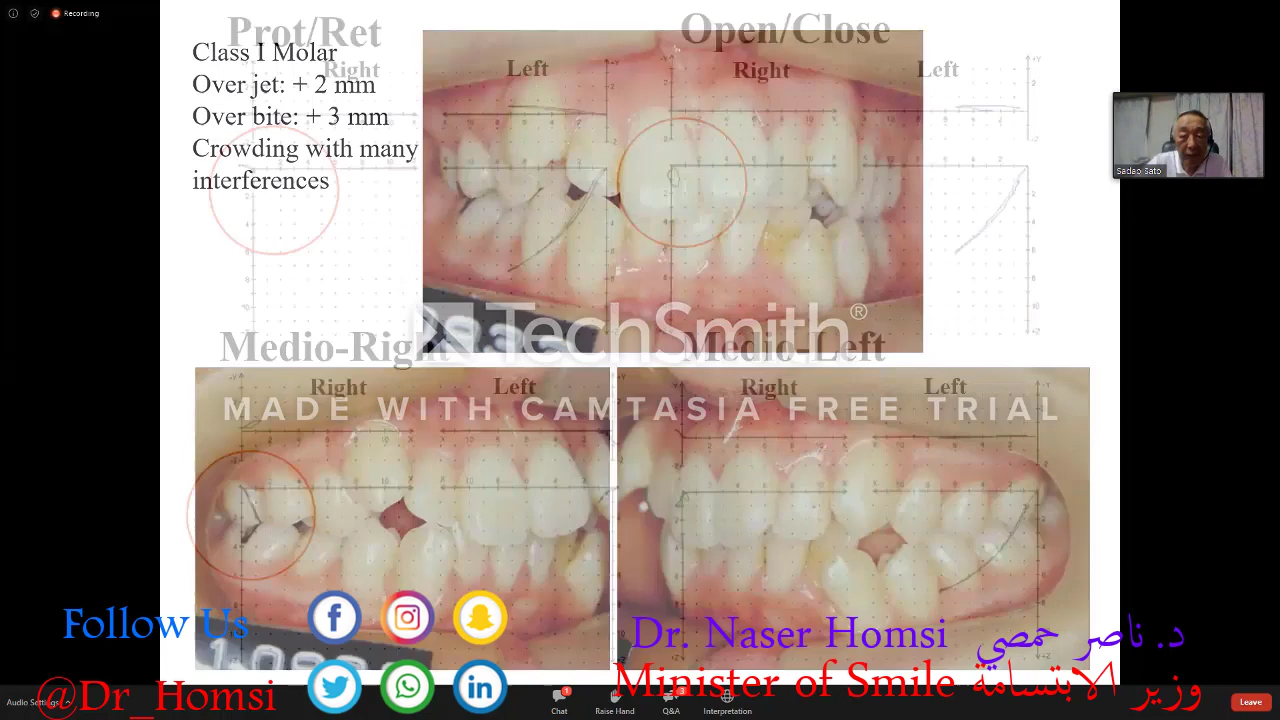 Recording
Prot/Ret
Open/Close
Class I Molar
Right
Left
Right
Left
Over jet: + 2 mm
Over bite: + 3 mm
Crowding with many
interferences
Sadao Sato
TechSmith®
Medio-Right
Medio-Left
Right
Left
Right
Left
MADE WITH CAMTASIA FREE TRIAL
Follow Us
@Dr_Homsi
Dr. Naser Homsi د. ناصر حمصي
Minister of Smile وزير الابتسامة
Audio Settings
Chat
1
Raise Hand
Q&A
3
Interpretation
Leave